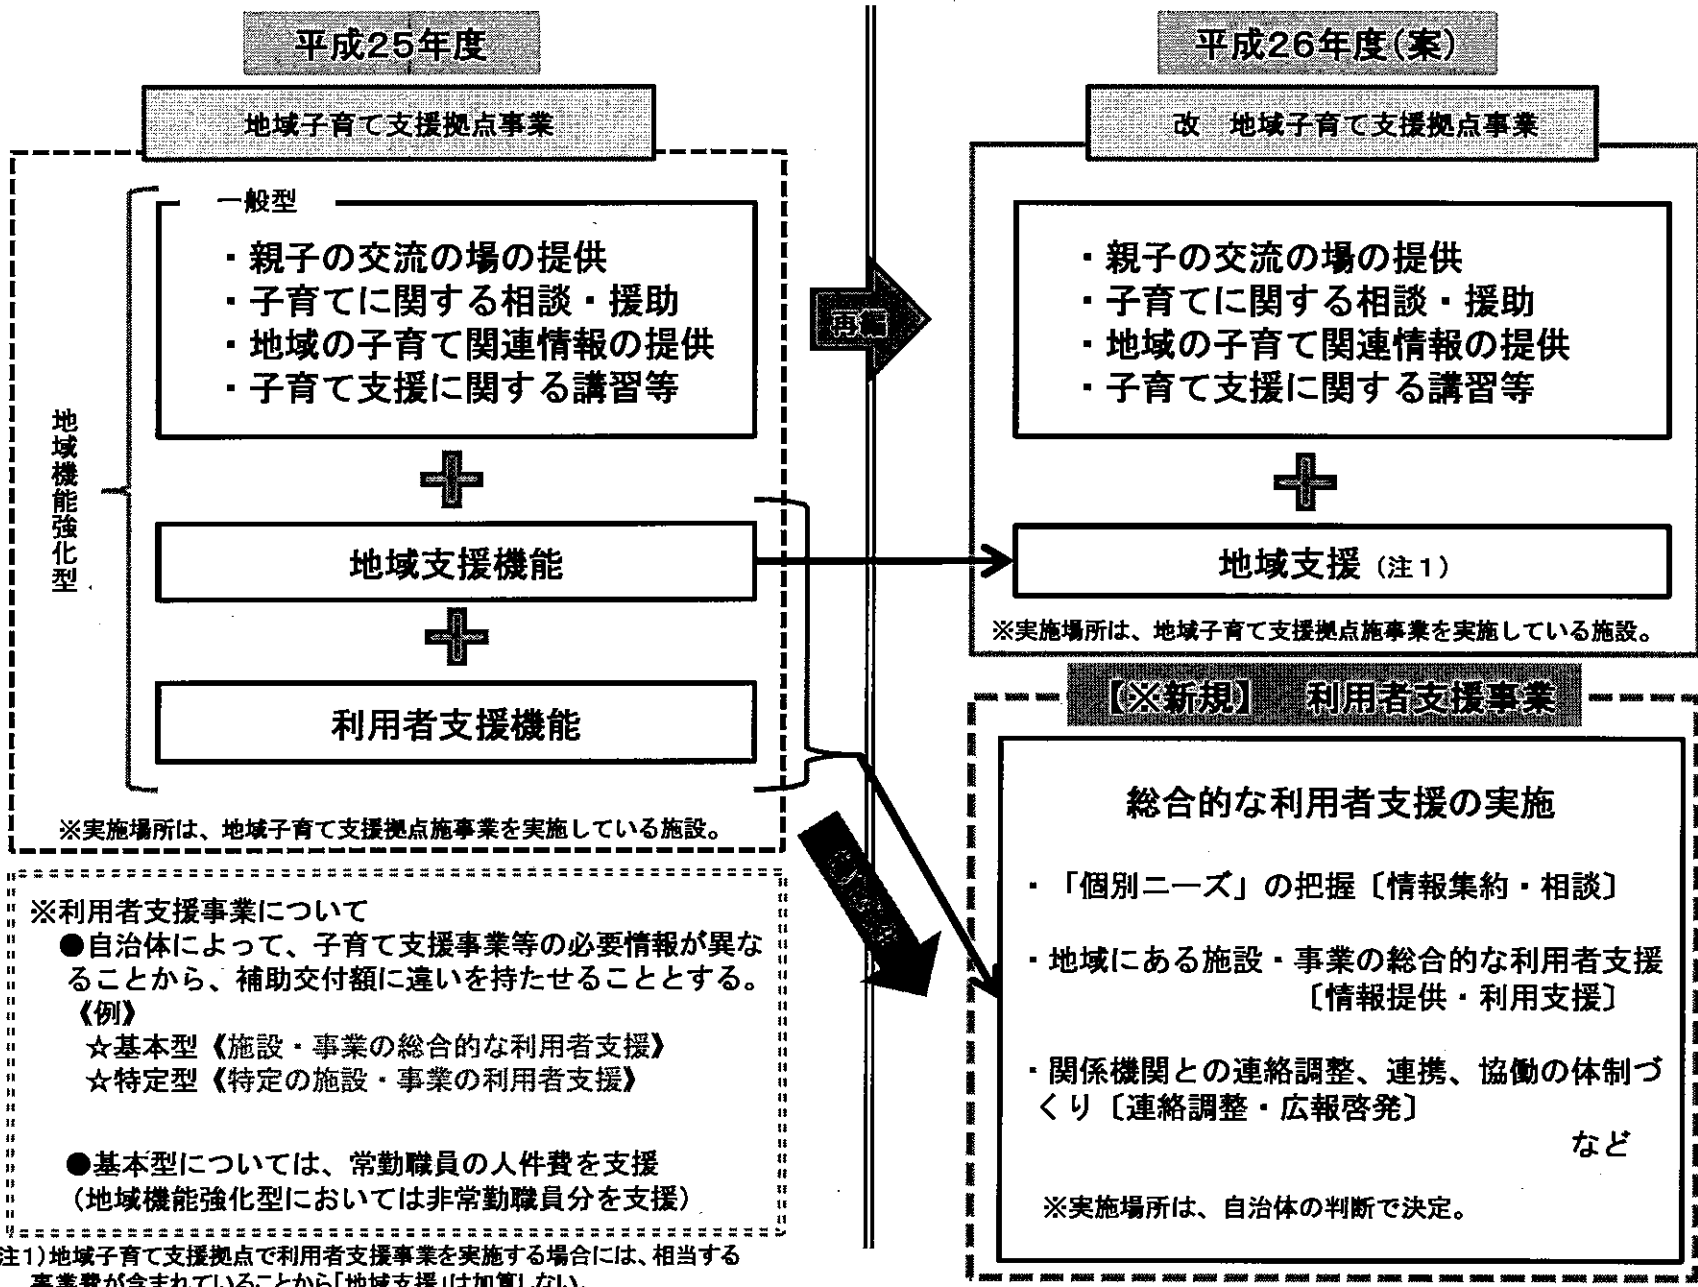 平成25年度
地域子育て支援拠点事業
一般型
・親子の交流の場の提供
・子育てに関する相談・援助
・地域の子育て関連情報の提供
・子育て支援に関する講習等
地域機能強化型
地域支援機能
利用者支援機能
※実施場所は、地域子育て支援拠点施事業を実施している施設。
再編
平成26年度(案)
改　地域子育て支援拠点事業
・親子の交流の場の提供
・子育てに関する相談・援助
・地域の子育て関連情報の提供
・子育て支援に関する講習等
地域支援（注1）
※実施場所は、地域子育て支援拠点施事業を実施している施設。
【※新規】　利用者支援事業
総合的な利用者支援の実施
・「個別ニーズ」の把握〔情報集約・相談〕
・地域にある施設・事業の総合的な利用者支援
〔情報提供・利用支援〕
・関係機関との連絡調整、連携、協働の体制づ
くり〔連絡調整・広報啓発〕
など
※実施場所は、自治体の判断で決定。
※利用者支援事業について
●自治体によって、子育て支援事業等の必要情報が異な
ることから、補助交付額に違いを持たせることとする。
《例》
☆基本型《施設・事業の総合的な利用者支援》
☆特定型《特定の施設・事業の利用者支援》
●基本型については、常勤職員の人件費を支援
（地域機能強化型においては非常勤職員分を支援）
注1）地域子育て支援拠点で利用者支援事業を実施する場合には、相当する
事業費が含まれていることから「地域支援」は加算しない。